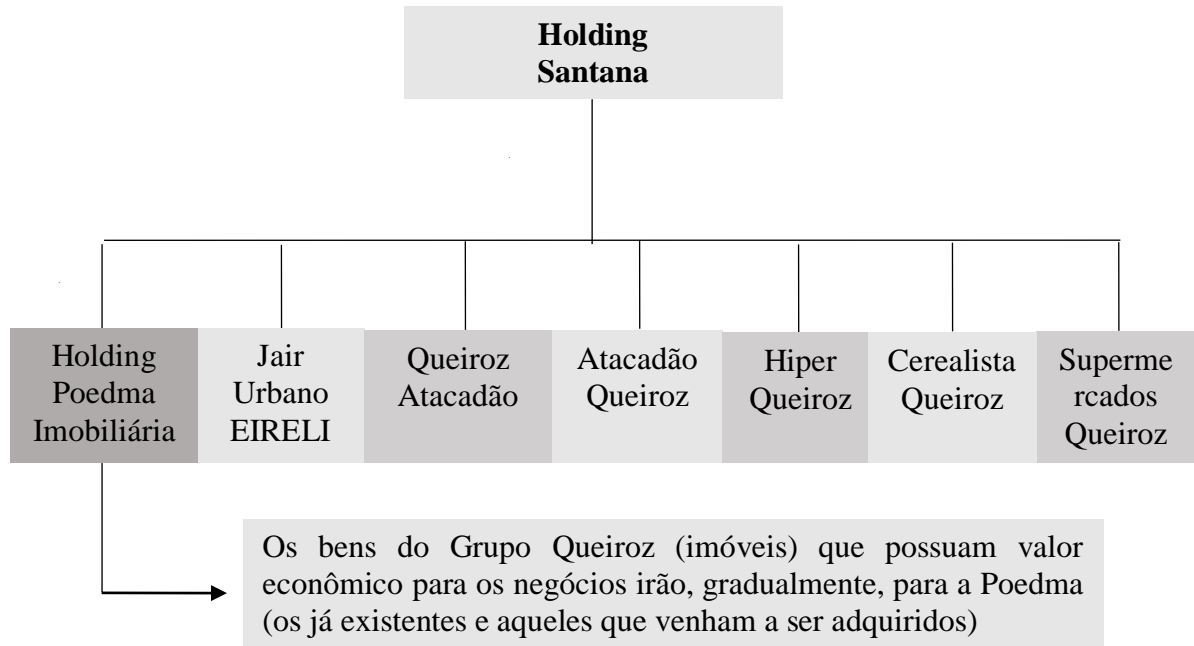 Holding
Santana
Holding
Poedma
Imobiliária
Jair
Urbano
EIRELI
Queiroz
Atacadão
Atacadão
Queiroz
Hiper
Queiroz
Cerealista
Queiroz
Superme
rcados
Queiroz
Os bens do Grupo Queiroz (imóveis) que possuam valor
econômico para os negócios irão, gradualmente, para a Poedma
(os já existentes e aqueles que venham a ser adquiridos)